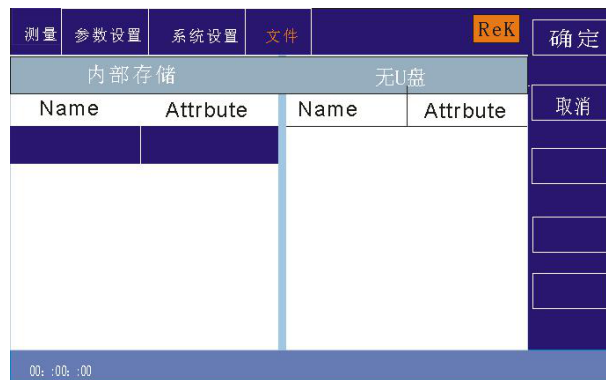 测量 参数设置 系统设置 文件 ReK 确定
内部存储 无U盘
Name Attrbute Name Attrbute 取消
00: :00: :00